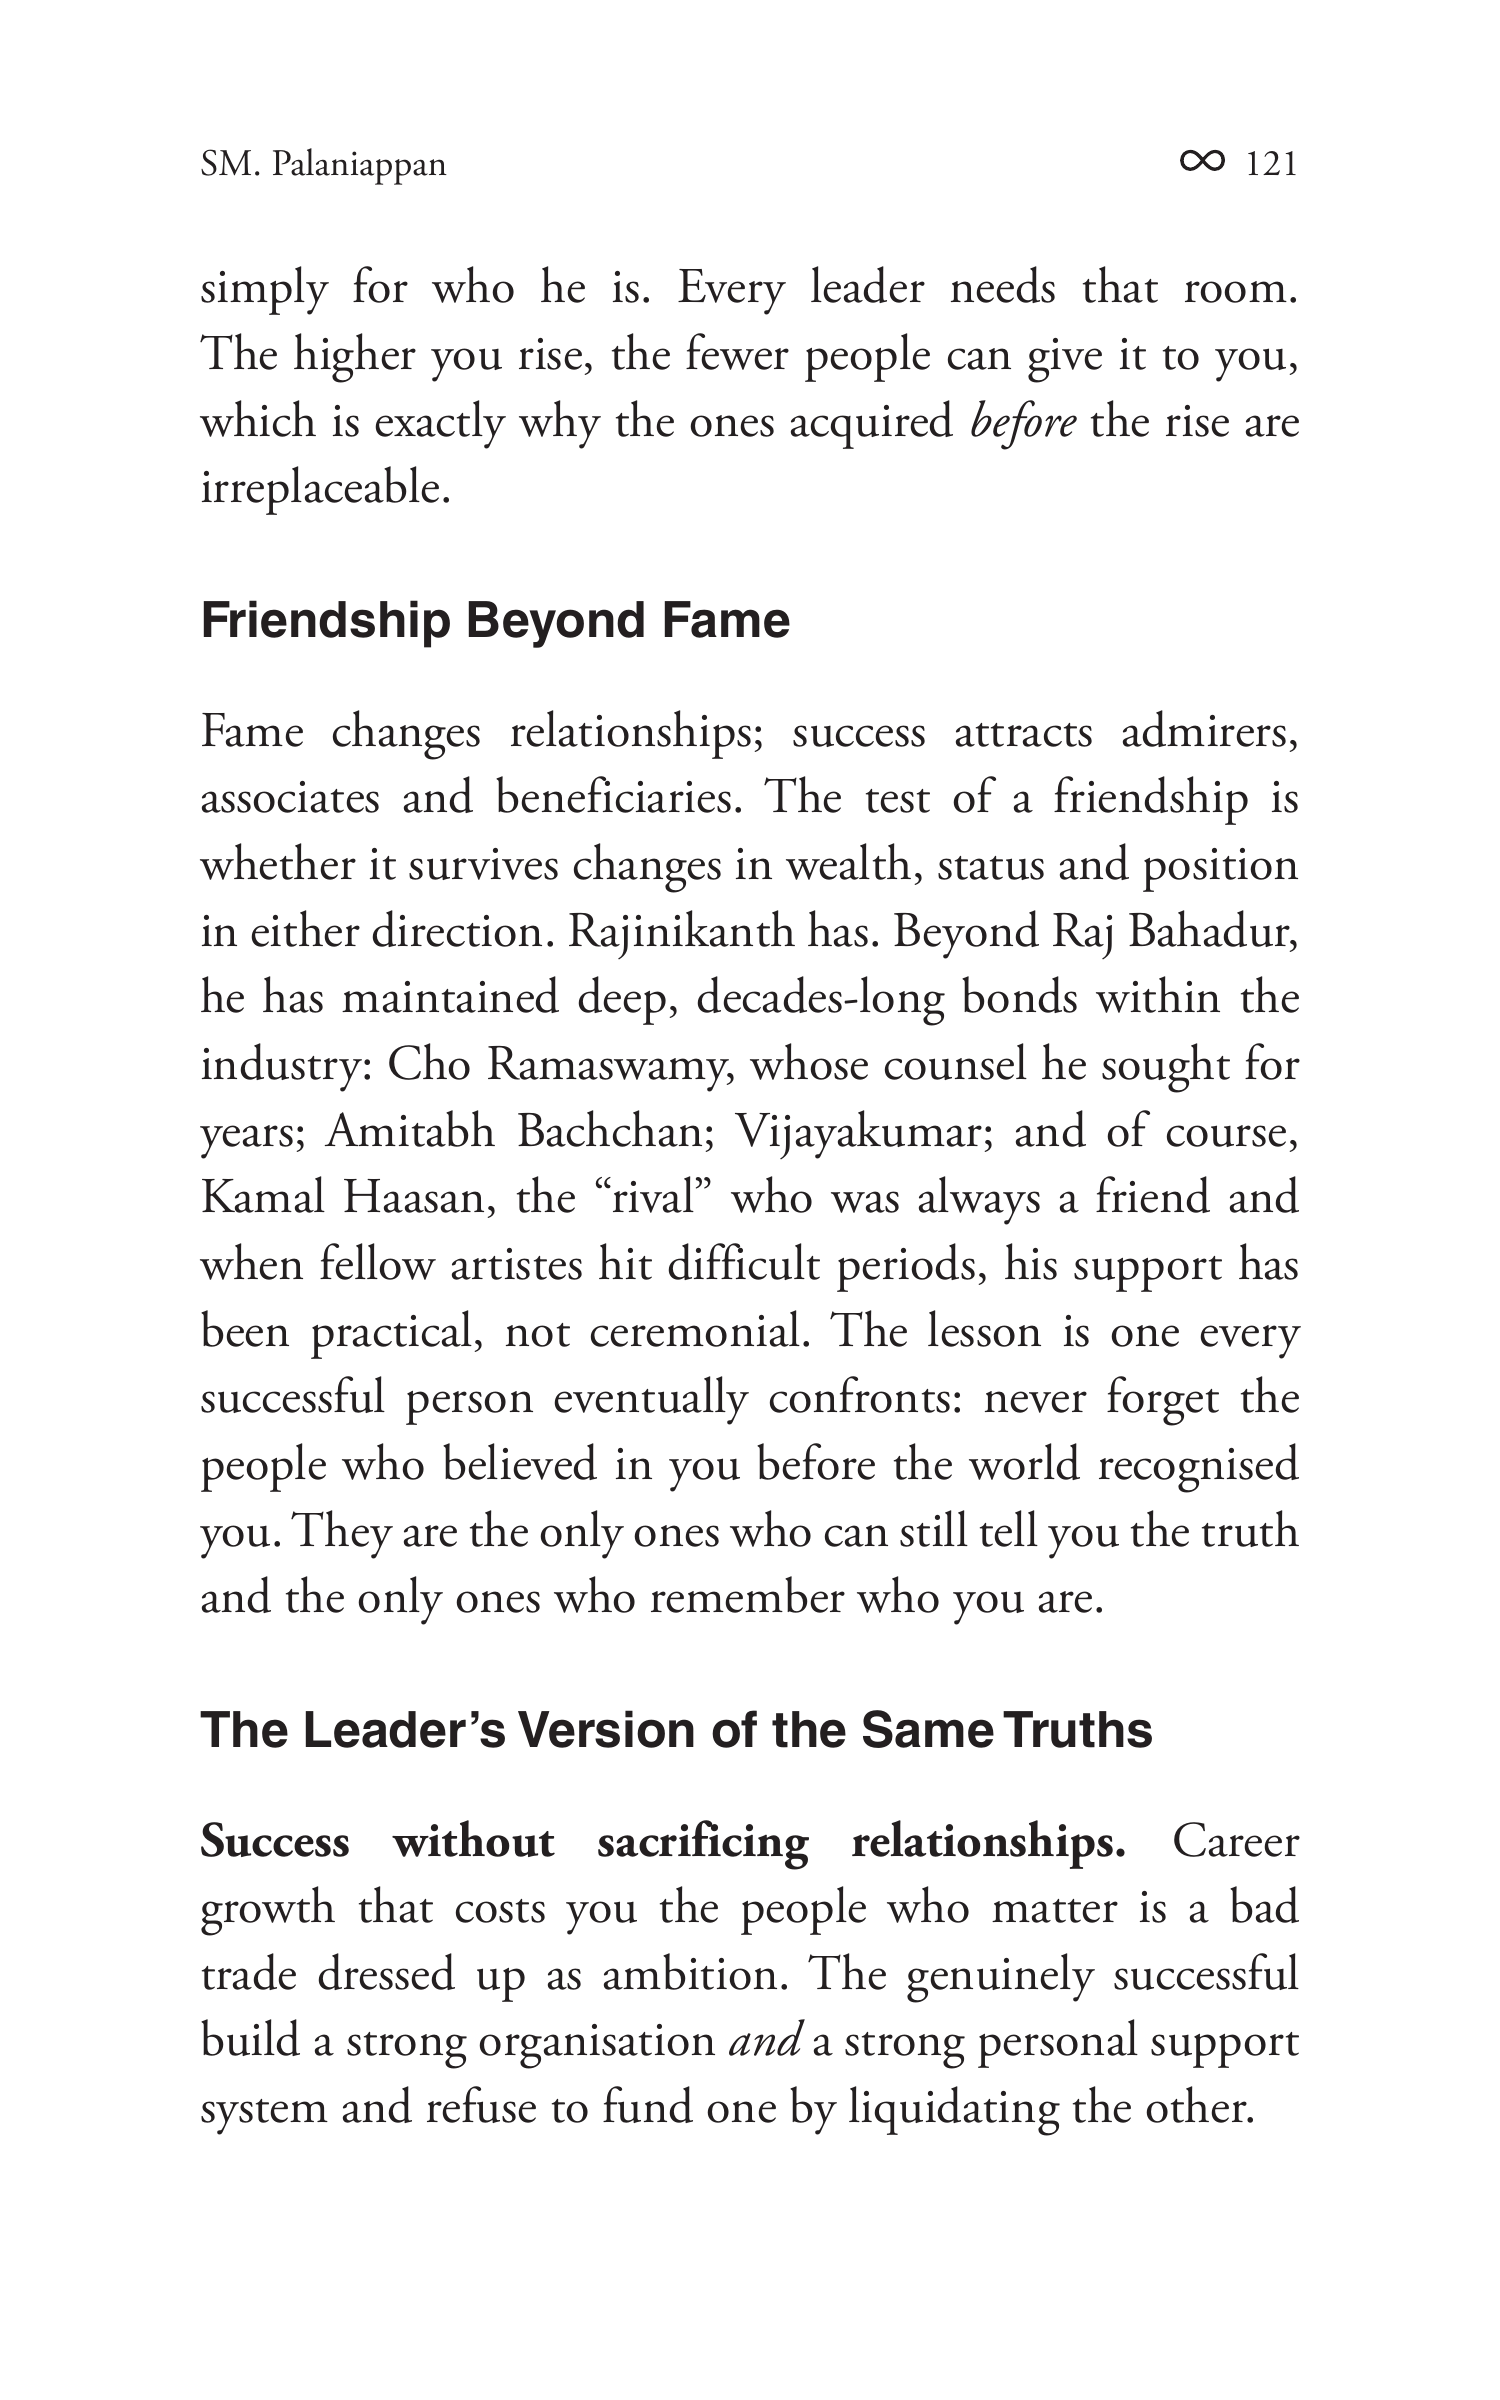 SM. Palaniappan ∞ 121
simply for who he is. Every leader needs that room.
The higher you rise, the fewer people can give it to you,
which is exactly why the ones acquired before the rise are
irreplaceable.
Friendship Beyond Fame
Fame changes relationships; success attracts admirers,
associates and beneficiaries. The test of a friendship is
whether it survives changes in wealth, status and position
in either direction. Rajinikanth has. Beyond Raj Bahadur,
he has maintained deep, decades-long bonds within the
industry: Cho Ramaswamy, whose counsel he sought for
years; Amitabh Bachchan; Vijayakumar; and of course,
Kamal Haasan, the “rival” who was always a friend and
when fellow artistes hit difficult periods, his support has
been practical, not ceremonial. The lesson is one every
successful person eventually confronts: never forget the
people who believed in you before the world recognised
you. They are the only ones who can still tell you the truth
and the only ones who remember who you are.
The Leader’s Version of the Same Truths
Success without sacrificing relationships. Career
growth that costs you the people who matter is a bad
trade dressed up as ambition. The genuinely successful
build a strong organisation and a strong personal support
system and refuse to fund one by liquidating the other.